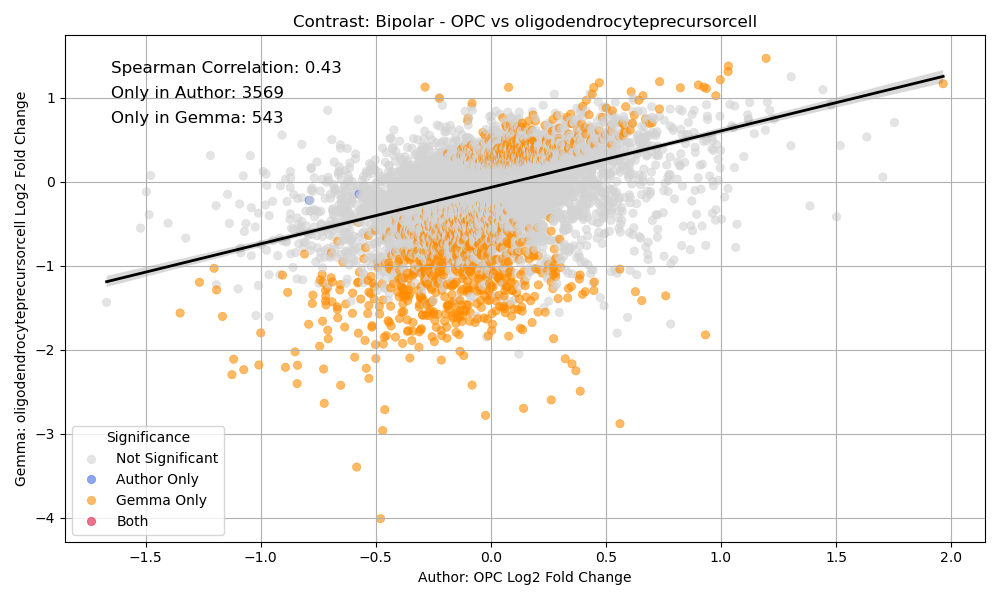 Contrast: Bipolar - OPC vs oligodendrocyteprecursorcell
Spearman Correlation: 0.43
Only in Author: 3569
Only in Gemma: 543
Gemma: oligodendrocyteprecursorcell Log2 Fold Change
1
0
−1
−2
−3
−4
Significance
Not Significant
Author Only
Gemma Only
Both
−1.5 −1.0 −0.5 0.0 0.5 1.0 1.5 2.0
Author: OPC Log2 Fold Change